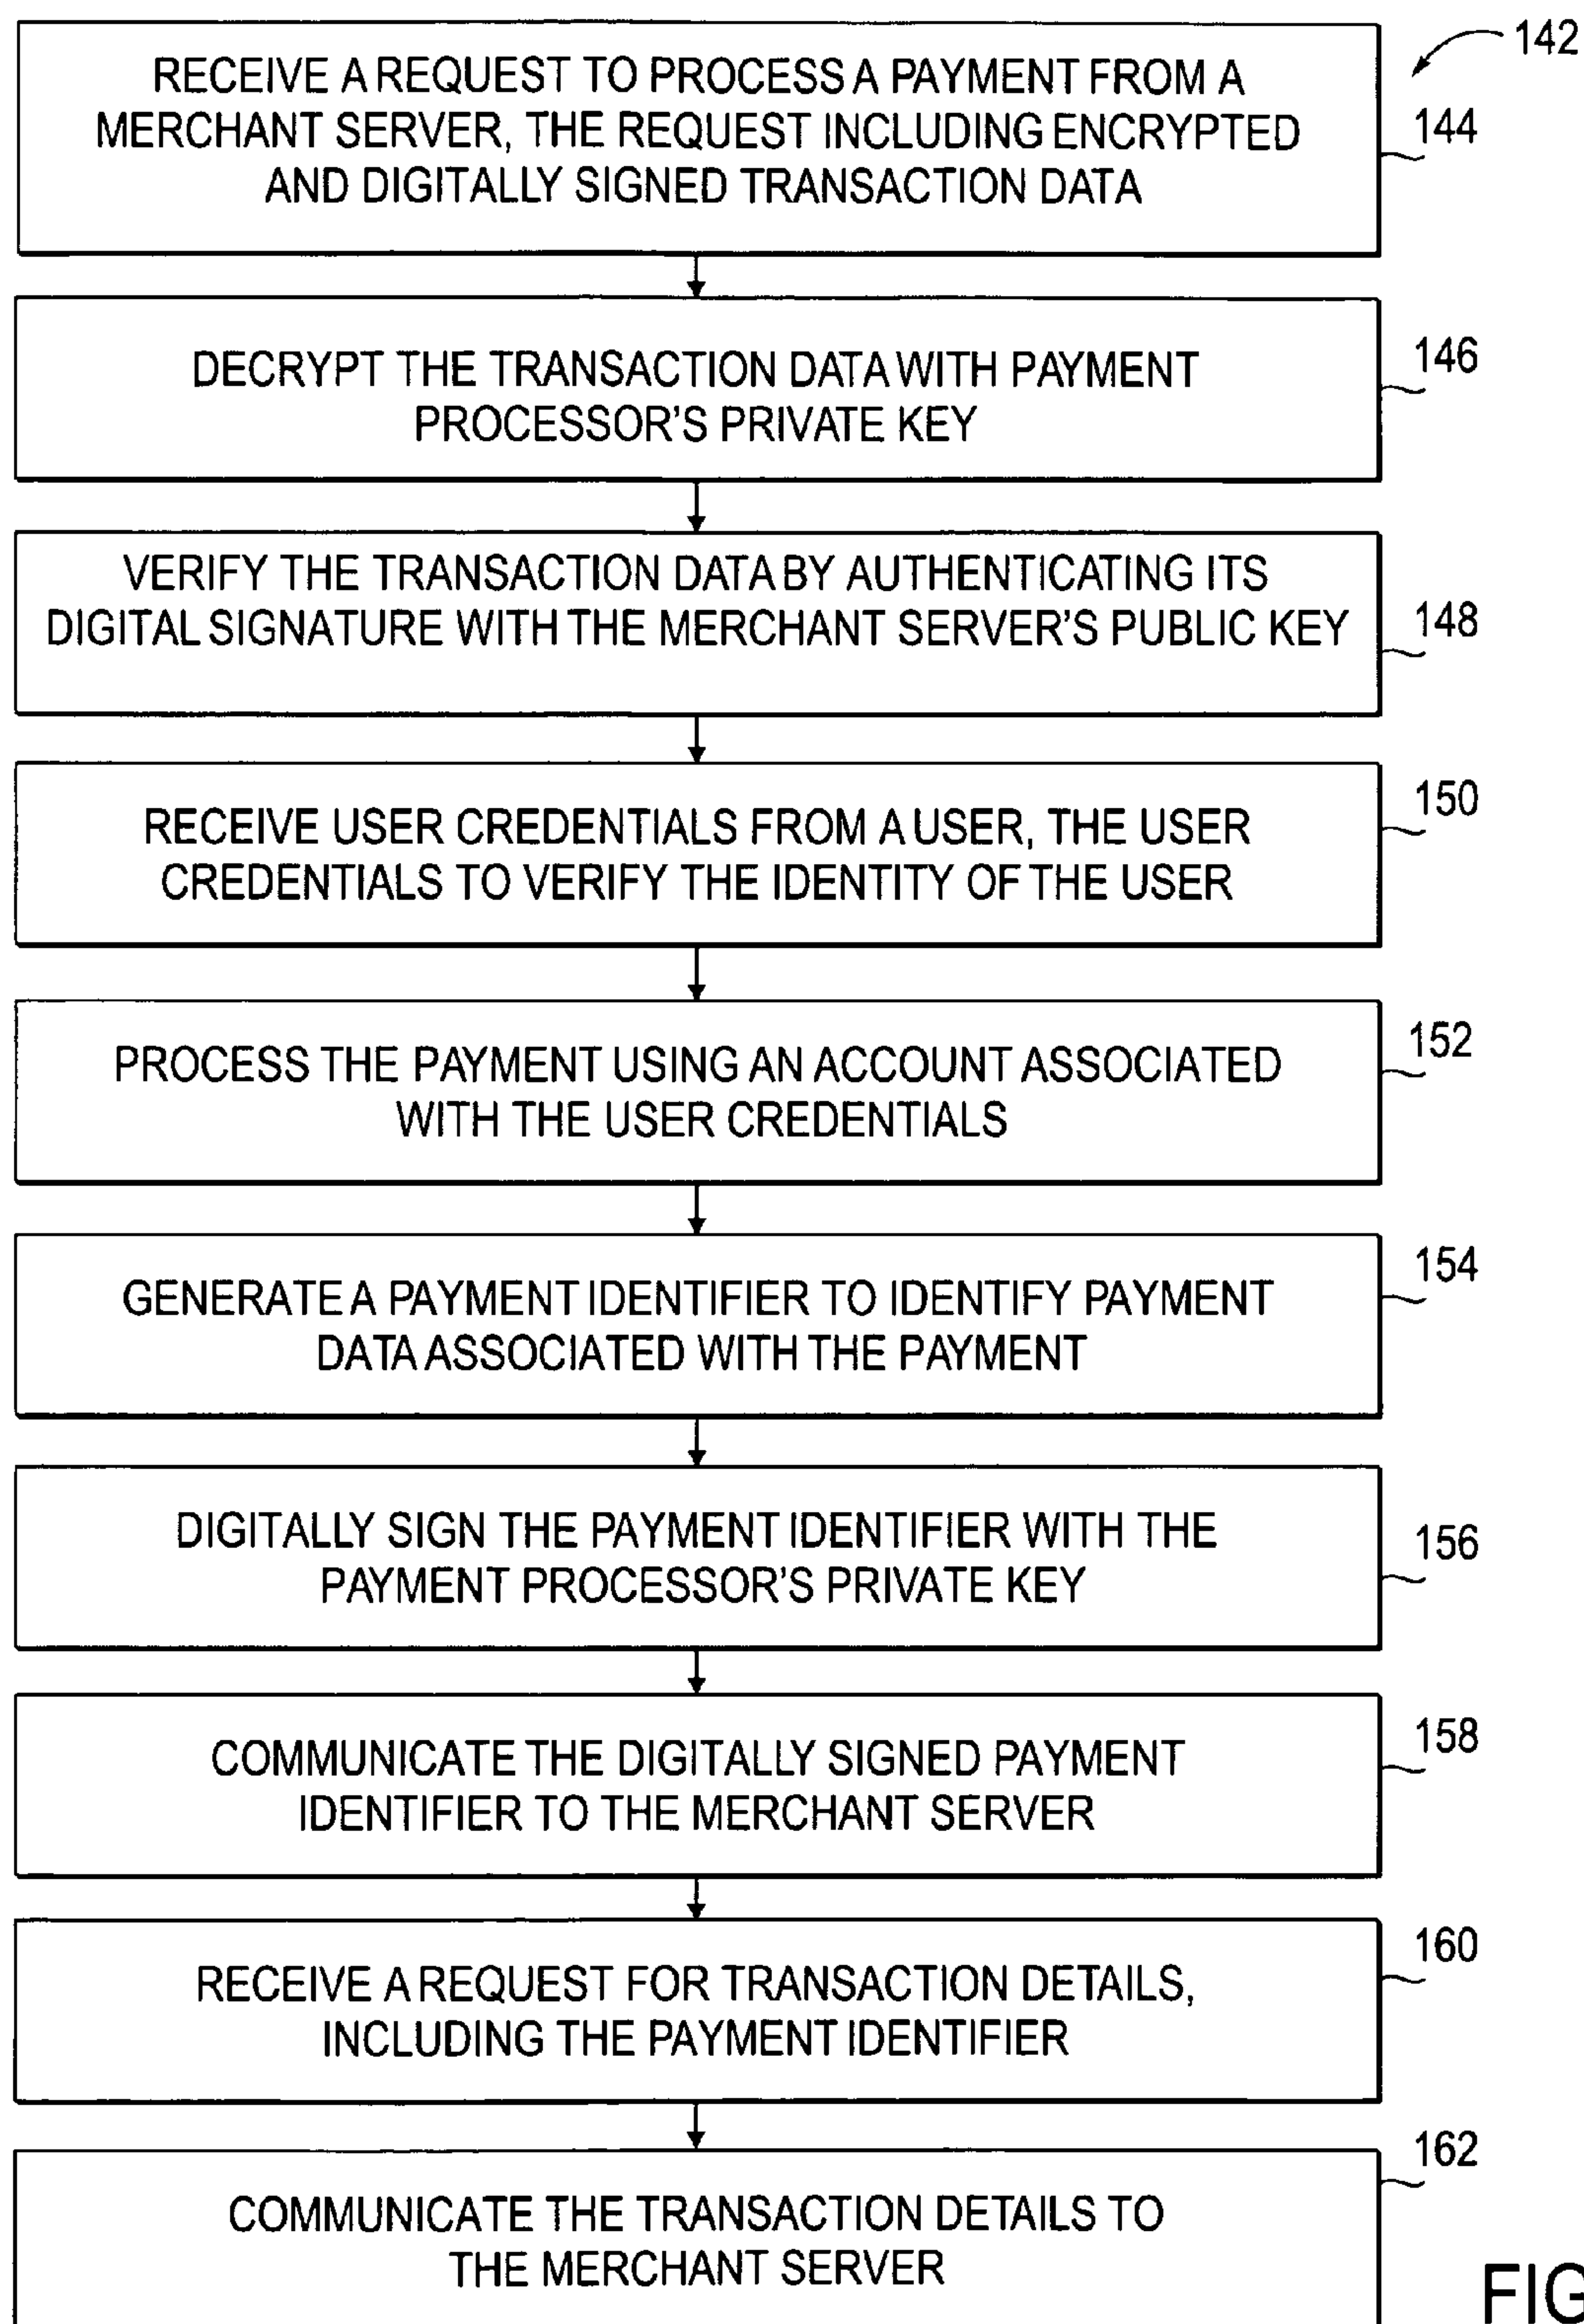 142
RECEIVE A REQUEST TO PROCESS A PAYMENT FROM A
MERCHANT SERVER, THE REQUEST INCLUDING ENCRYPTED
AND DIGITALLY SIGNED TRANSACTION DATA
144
DECRYPT THE TRANSACTION DATA WITH PAYMENT
PROCESSOR'S PRIVATE KEY
146
VERIFY THE TRANSACTION DATA BY AUTHENTICATING ITS
DIGITAL SIGNATURE WITH THE MERCHANT SERVER'S PUBLIC KEY
148
RECEIVE USER CREDENTIALS FROM A USER, THE USER
CREDENTIALS TO VERIFY THE IDENTITY OF THE USER
150
PROCESS THE PAYMENT USING AN ACCOUNT ASSOCIATED
WITH THE USER CREDENTIALS
152
GENERATE A PAYMENT IDENTIFIER TO IDENTIFY PAYMENT
DATA ASSOCIATED WITH THE PAYMENT
154
DIGITALLY SIGN THE PAYMENT IDENTIFIER WITH THE
PAYMENT PROCESSOR'S PRIVATE KEY
156
COMMUNICATE THE DIGITALLY SIGNED PAYMENT
IDENTIFIER TO THE MERCHANT SERVER
158
RECEIVE A REQUEST FOR TRANSACTION DETAILS,
INCLUDING THE PAYMENT IDENTIFIER
160
COMMUNICATE THE TRANSACTION DETAILS TO
THE MERCHANT SERVER
162
FIG